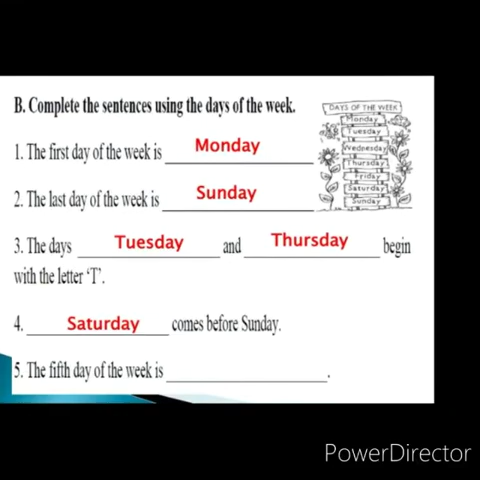 B. Complete the sentences using the days of the week.
DAYS OF THE WEEK
Monday
Tuesday
Wednesday
Thursday
Friday
Saturday
Sunday
1. The first day of the week is Monday
2. The last day of the week is Sunday
3. The days Tuesday and Thursday begin
with the letter ‘T’.
4. Saturday comes before Sunday.
5. The fifth day of the week is .
PowerDirector